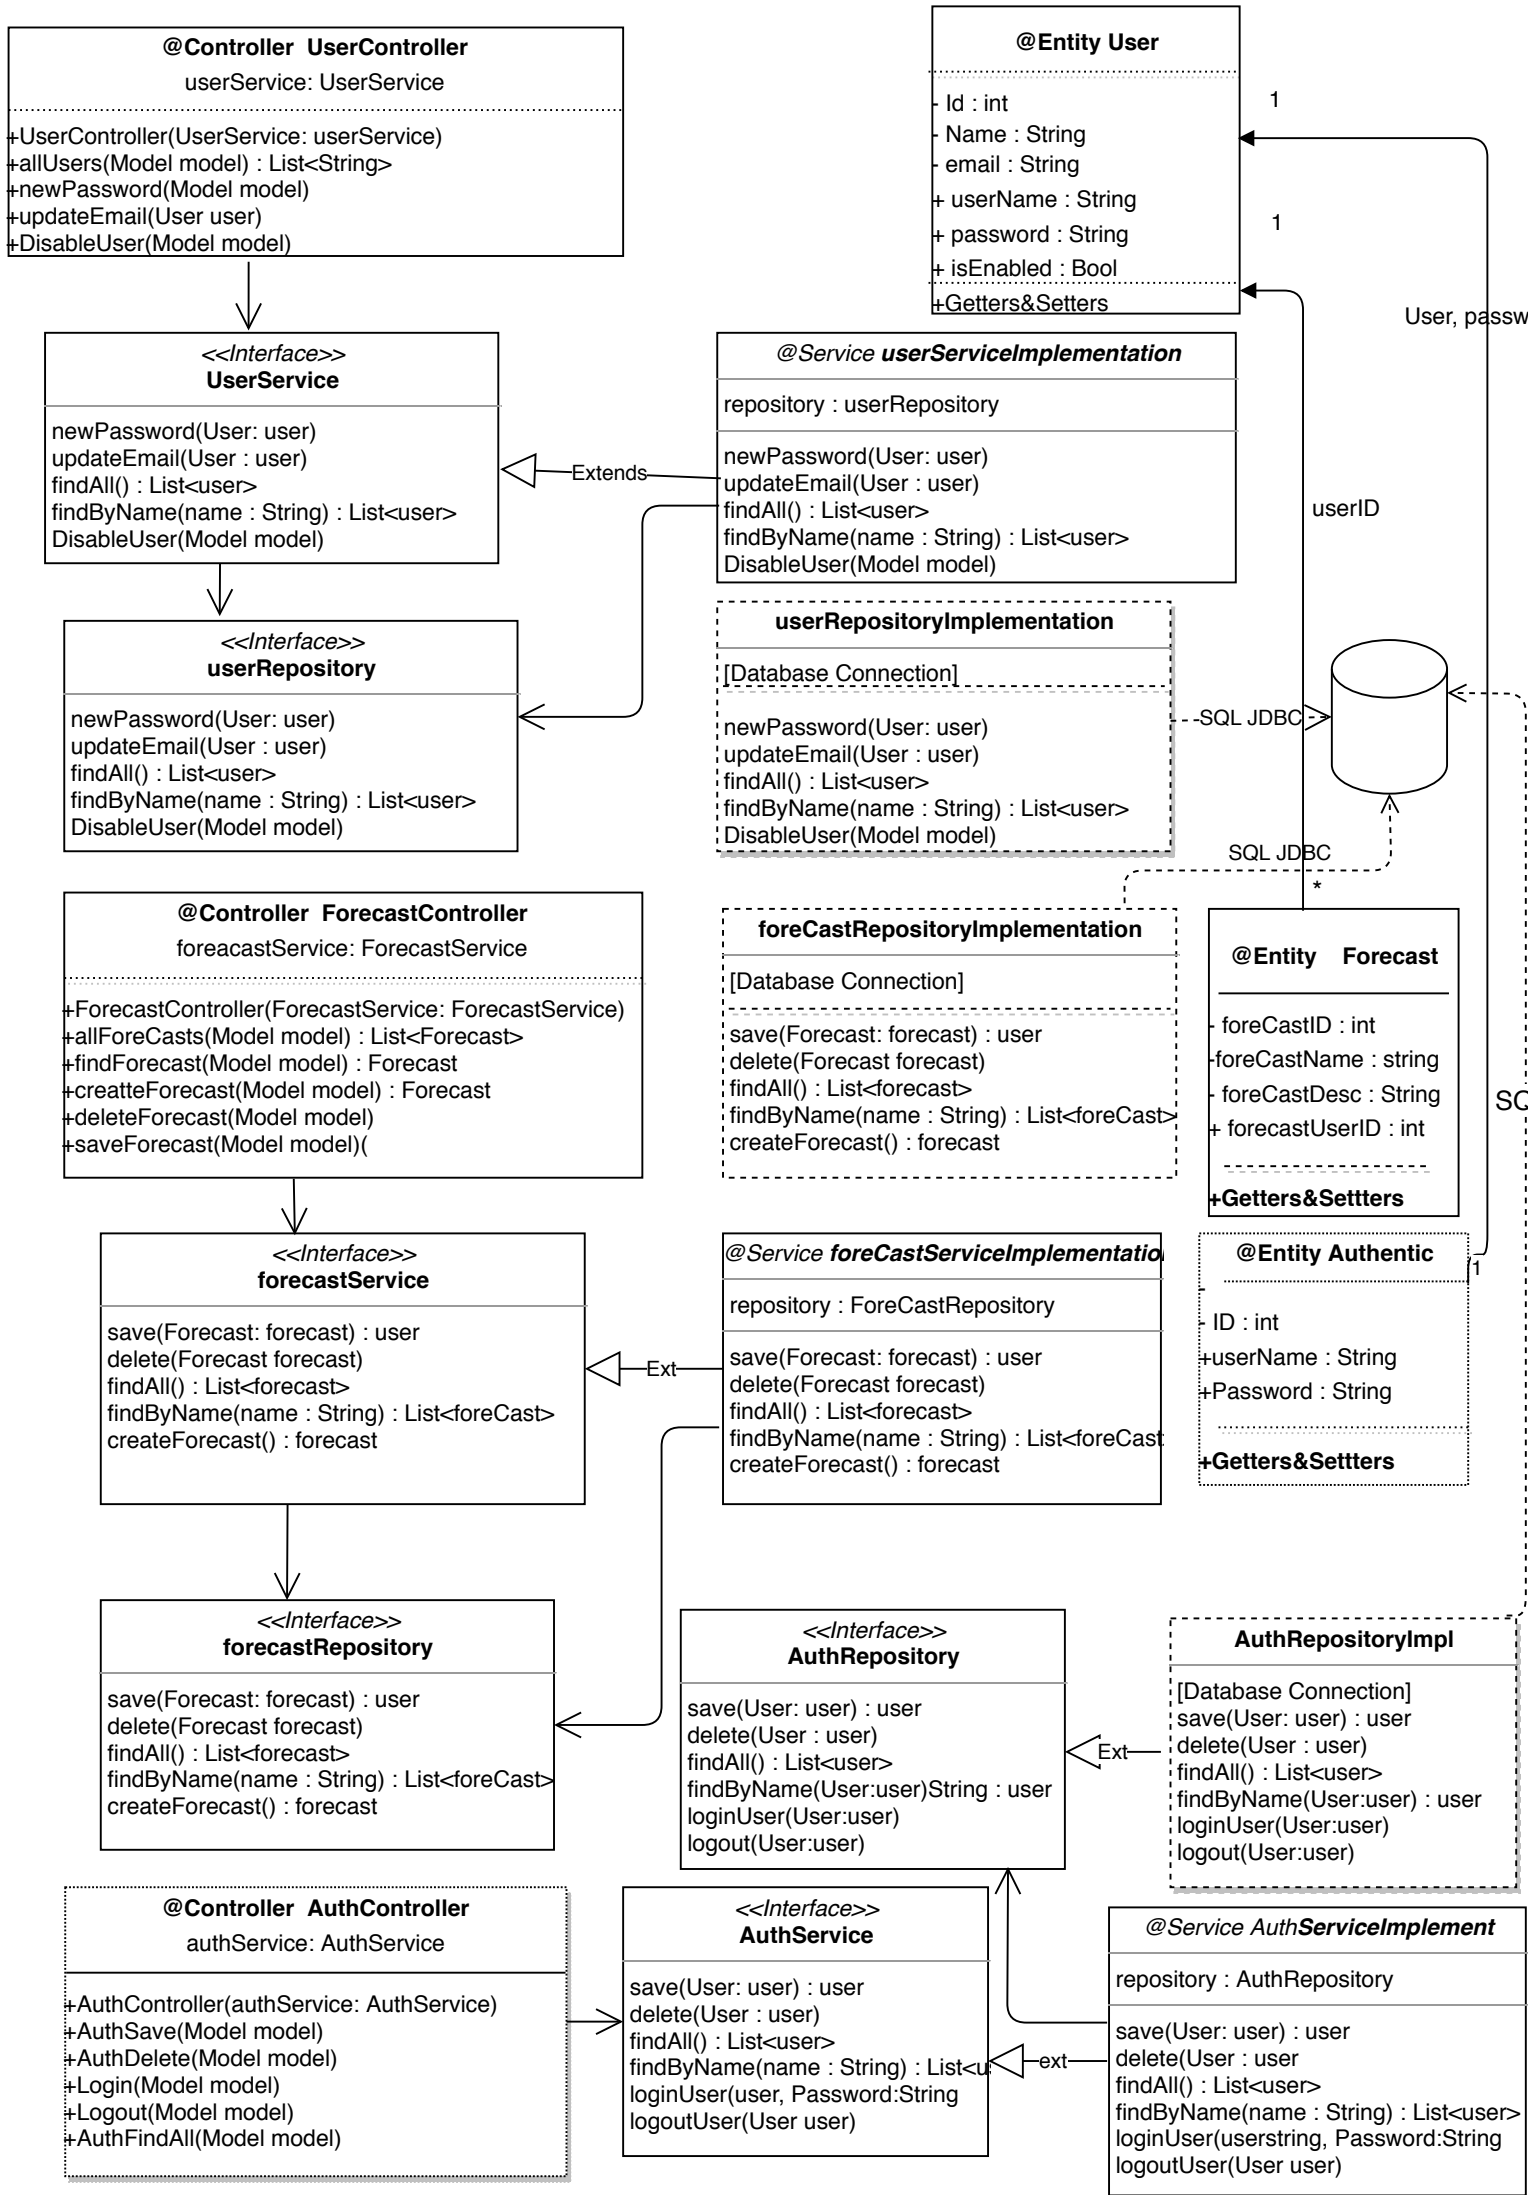 @Controller  UserController
userService: UserService
+UserController(UserService: userService)
+allUsers(Model model) : List<String>
+newPassword(Model model)
+updateEmail(User user)
+DisableUser(Model model)
@Entity User
- Id : int
- Name : String
- email : String
+ userName : String
+ password : String
+ isEnabled : Bool
+Getters&Setters
1
1
User, passw
<<Interface>>
UserService
newPassword(User: user)
updateEmail(User : user)
findAll() : List<user>
findByName(name : String) : List<user>
DisableUser(Model model)
Extends
@Service userServiceImplementation
repository : userRepository
newPassword(User: user)
updateEmail(User : user)
findAll() : List<user>
findByName(name : String) : List<user>
DisableUser(Model model)
userID
<<Interface>>
userRepository
newPassword(User: user)
updateEmail(User : user)
findAll() : List<user>
findByName(name : String) : List<user>
DisableUser(Model model)
userRepositoryImplementation
[Database Connection]
newPassword(User: user)
updateEmail(User : user)
findAll() : List<user>
findByName(name : String) : List<user>
DisableUser(Model model)
SQL JDBC
SQL JDBC
*
@Controller  ForecastController
foreacastService: ForecastService
+ForecastController(ForecastService: ForecastService)
+allForeCasts(Model model) : List<Forecast>
+findForecast(Model model) : Forecast
+creatteForecast(Model model) : Forecast
+deleteForecast(Model model)
+saveForecast(Model model)(
foreCastRepositoryImplementation
[Database Connection]
save(Forecast: forecast) : user
delete(Forecast forecast)
findAll() : List<forecast>
findByName(name : String) : List<foreCast>
createForecast() : forecast
@Entity    Forecast
- foreCastID : int
-foreCastName : string
- foreCastDesc : String
+ forecastUserID : int
+Getters&Settters
SQ
<<Interface>>
forecastService
save(Forecast: forecast) : user
delete(Forecast forecast)
findAll() : List<forecast>
findByName(name : String) : List<foreCast>
createForecast() : forecast
Ext
@Service foreCastServiceImplementatio
repository : ForeCastRepository
save(Forecast: forecast) : user
delete(Forecast forecast)
findAll() : List<forecast>
findByName(name : String) : List<foreCast
createForecast() : forecast
@Entity Authentic
1
-
- ID : int
+userName : String
+Password : String
+Getters&Settters
<<Interface>>
forecastRepository
save(Forecast: forecast) : user
delete(Forecast forecast)
findAll() : List<forecast>
findByName(name : String) : List<foreCast>
createForecast() : forecast
<<Interface>>
AuthRepository
save(User: user) : user
delete(User : user)
findAll() : List<user>
findByName(User:user)String : user
loginUser(User:user)
logout(User:user)
Ext
AuthRepositoryImpl
[Database Connection]
save(User: user) : user
delete(User : user)
findAll() : List<user>
findByName(User:user) : user
loginUser(User:user)
logout(User:user)
@Controller  AuthController
authService: AuthService
+AuthController(authService: AuthService)
+AuthSave(Model model)
+AuthDelete(Model model)
+Login(Model model)
+Logout(Model model)
+AuthFindAll(Model model)
<<Interface>>
AuthService
save(User: user) : user
delete(User : user)
findAll() : List<user>
findByName(name : String) : List<u
loginUser(user, Password:String
logoutUser(User user)
ext
@Service AuthServiceImplement
repository : AuthRepository
save(User: user) : user
delete(User : user
findAll() : List<user>
findByName(name : String) : List<user>
loginUser(userstring, Password:String
logoutUser(User user)